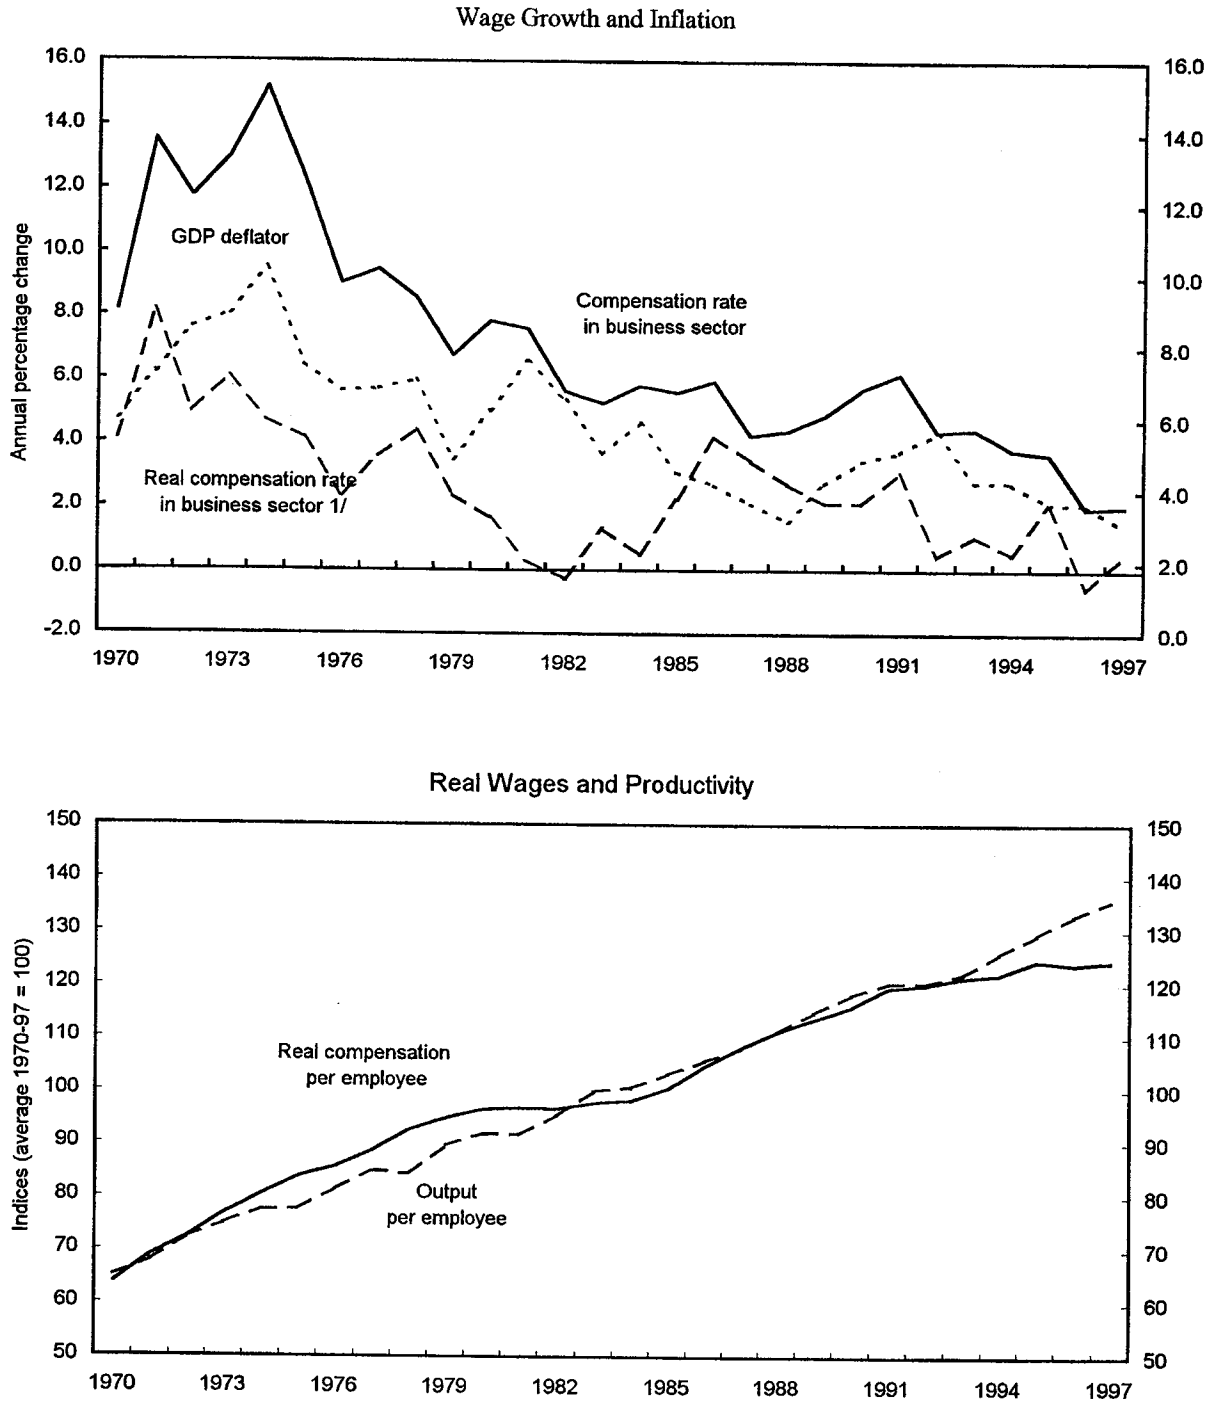 Wage Growth and Inflation
16.0
14.0
12.0
10.0
8.0
6.0
4.0
2.0
0.0
-2.0
16.0
14.0
12.0
10.0
8.0
6.0
4.0
2.0
0.0
Annual percentage change
GDP deflator
Compensation rate
in business sector
Real compensation rate
in business sector 1/
1970 1973 1976 1979 1982 1985 1988 1991 1994 1997
Real Wages and Productivity
150
140
130
120
110
100
90
80
70
60
50
150
140
130
120
110
100
90
80
70
60
50
Indices (average 1970-97 = 100)
Real compensation
per employee
Output
per employee
1970 1973 1976 1979 1982 1985 1988 1991 1994 1997